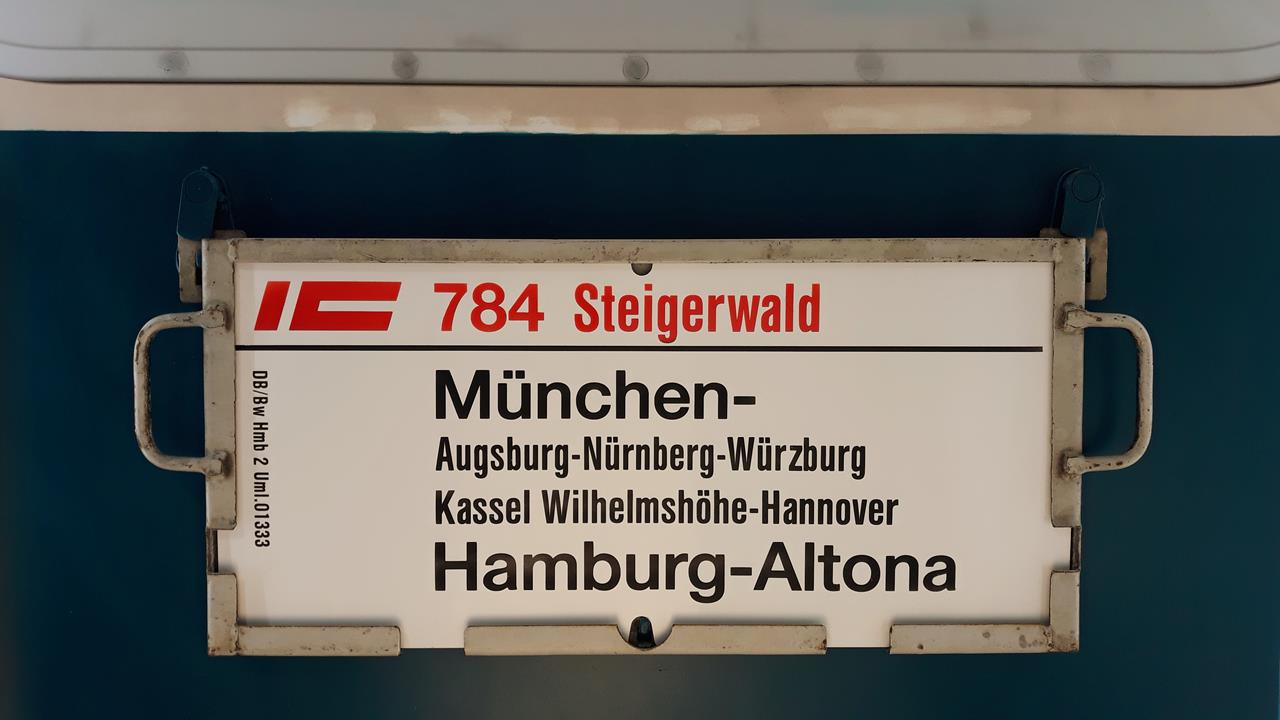 IC 784 Steigerwald
München-
Augsburg-Nürnberg-Würzburg
Kassel Wilhelmshöhe-Hannover
Hamburg-Altona
DB/Bw Hmb 2 Uml.01333